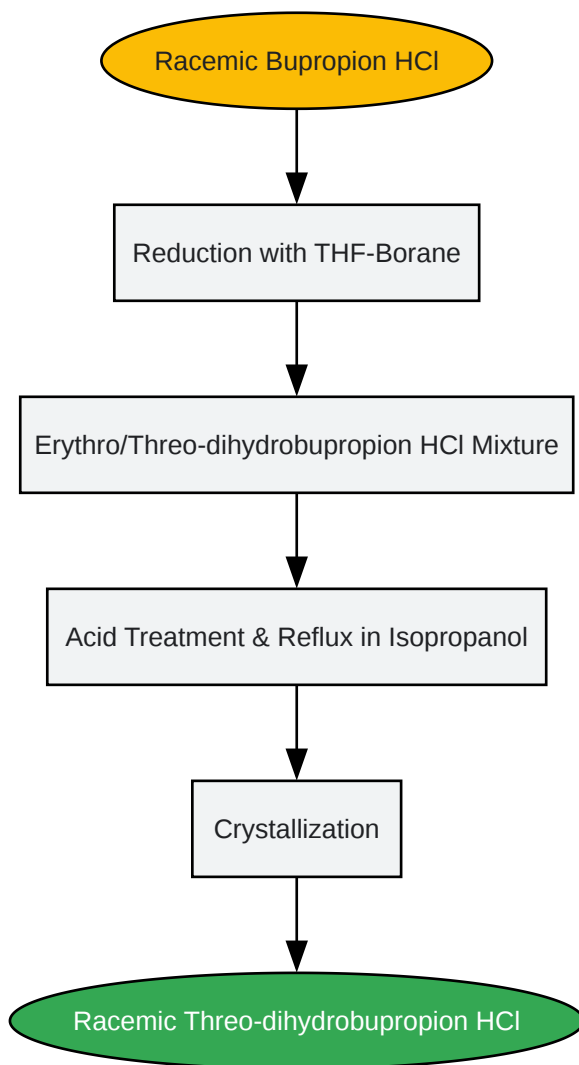 Racemic Bupropion HCl
Reduction with THF-Borane
Erythro/Threo-dihydrobupropion HCl Mixture
Acid Treatment & Reflux in Isopropanol
Crystallization
Racemic Threo-dihydrobupropion HCl